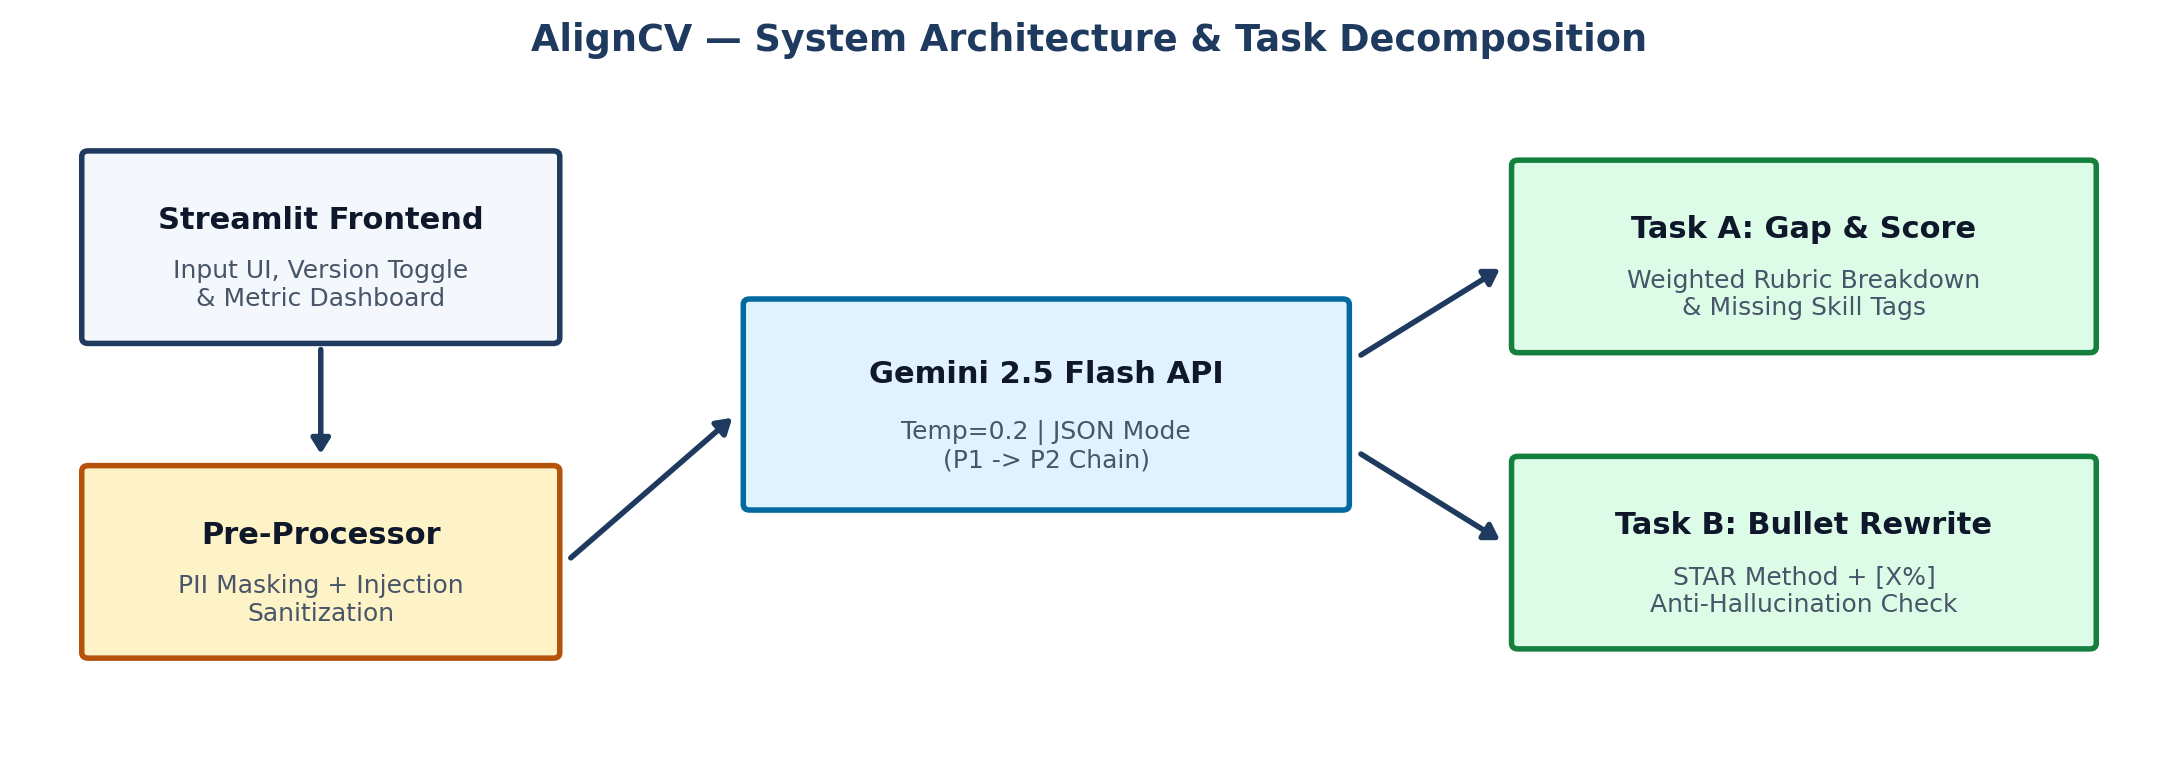 AlignCV — System Architecture & Task Decomposition
Streamlit Frontend
Input UI, Version Toggle
& Metric Dashboard
Pre-Processor
PII Masking + Injection
Sanitization
Gemini 2.5 Flash API
Temp=0.2 | JSON Mode
(P1 -> P2 Chain)
Task A: Gap & Score
Weighted Rubric Breakdown
& Missing Skill Tags
Task B: Bullet Rewrite
STAR Method + [X%]
Anti-Hallucination Check